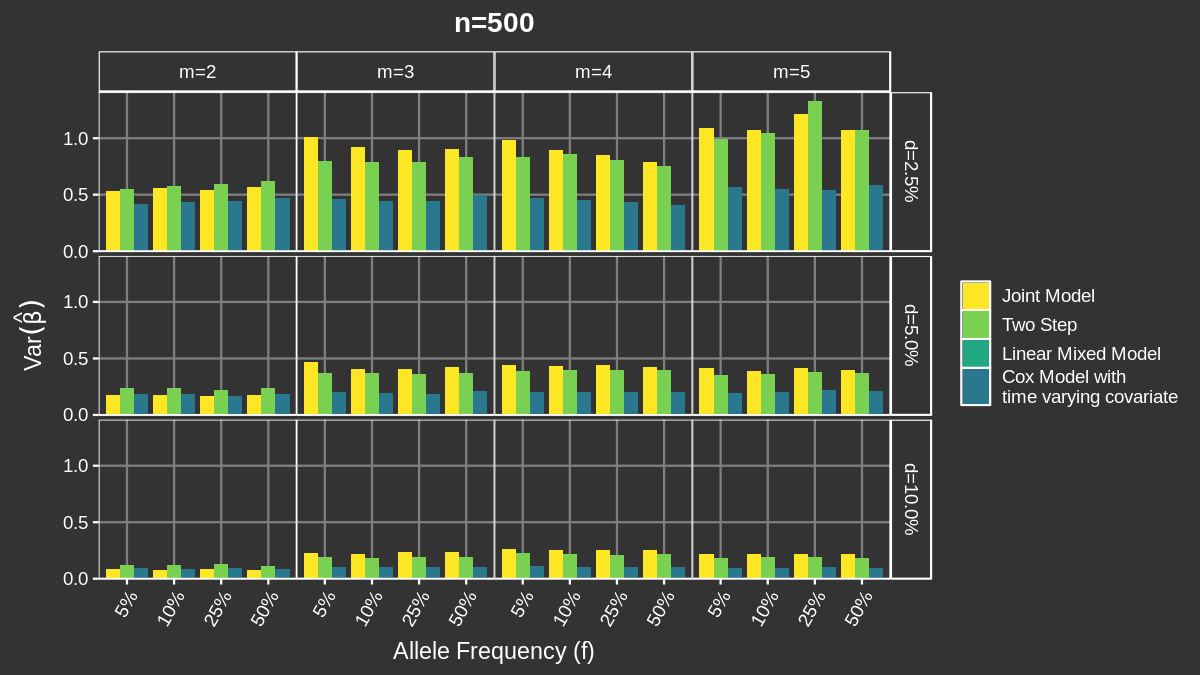 n=500
m=2 m=3 m=4 m=5
1.0
0.5
0.0
d=2.5%
1.0
0.5
0.0
d=5.0%
1.0
0.5
0.0
d=10.0%
Var(β̂)
5% 10% 25% 50% 5% 10% 25% 50% 5% 10% 25% 50% 5% 10% 25% 50%
Allele Frequency (f)
Joint Model
Two Step
Linear Mixed Model
Cox Model with
time varying covariate